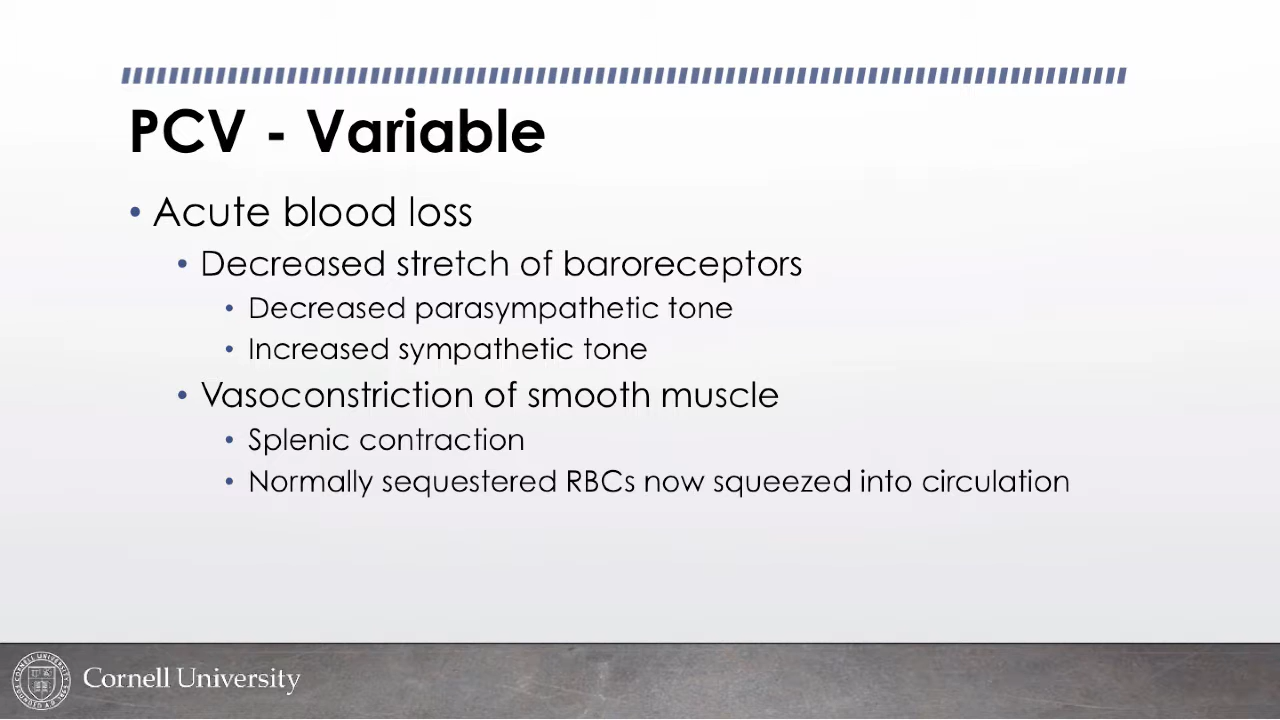 PCV - Variable
• Acute blood loss
• Decreased stretch of baroreceptors
• Decreased parasympathetic tone
• Increased sympathetic tone
• Vasoconstriction of smooth muscle
• Splenic contraction
• Normally sequestered RBCs now squeezed into circulation
Cornell University